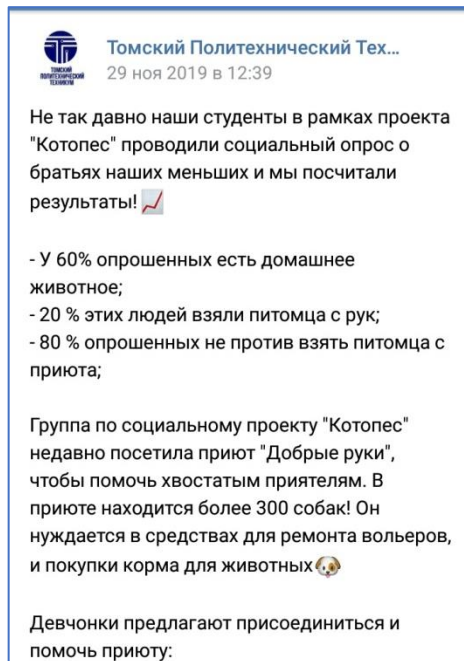 Томский Политехнический Тех...
29 ноя 2019 в 12:39
ТОМСКИЙ
ПОЛИТЕХНИЧЕСКИЙ
ТЕХНИКУМ
Не так давно наши студенты в рамках проекта
"Котопес" проводили социальный опрос о
братьях наших меньших и мы посчитали
результаты!
- У 60% опрошенных есть домашнее
животное;
- 20 % этих людей взяли питомца с рук;
- 80 % опрошенных не против взять питомца с
приюта;
Группа по социальному проекту "Котопес"
недавно посетила приют "Добрые руки",
чтобы помочь хвостатым приятелям. В
приюте находится более 300 собак! Он
нуждается в средствах для ремонта вольеров,
и покупки корма для животных
Девчонки предлагают присоединиться и
помочь приюту: